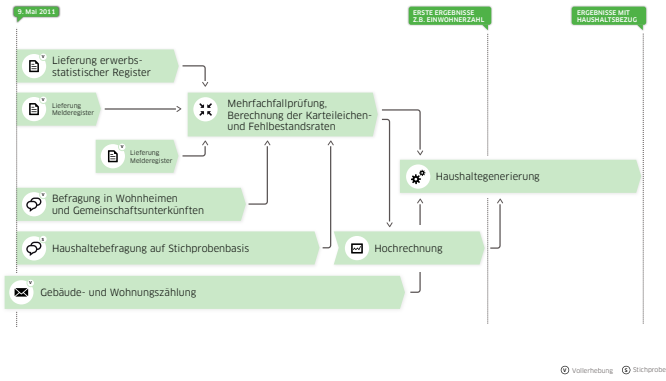 9. Mai 2011
ERSTE ERGEBNISSE
Z.B. EINWOHNERZAHL
ERGEBNISSE MIT
HAUSHALTSBEZUG
V
Lieferung erwerbs-
statistischer Register
V
Lieferung
Melderegister
Mehrfachfallprüfung,
Berechnung der Karteileichen-
und Fehlbestandsraten
V
Lieferung
Melderegister
Haushaltegenerierung
V
Befragung in Wohnheimen
und Gemeinschaftsunterkünften
S
Haushaltebefragung auf Stichprobenbasis
Hochrechnung
V
Gebäude- und Wohnungszählung
V Vollerhebung
S Stichprobe